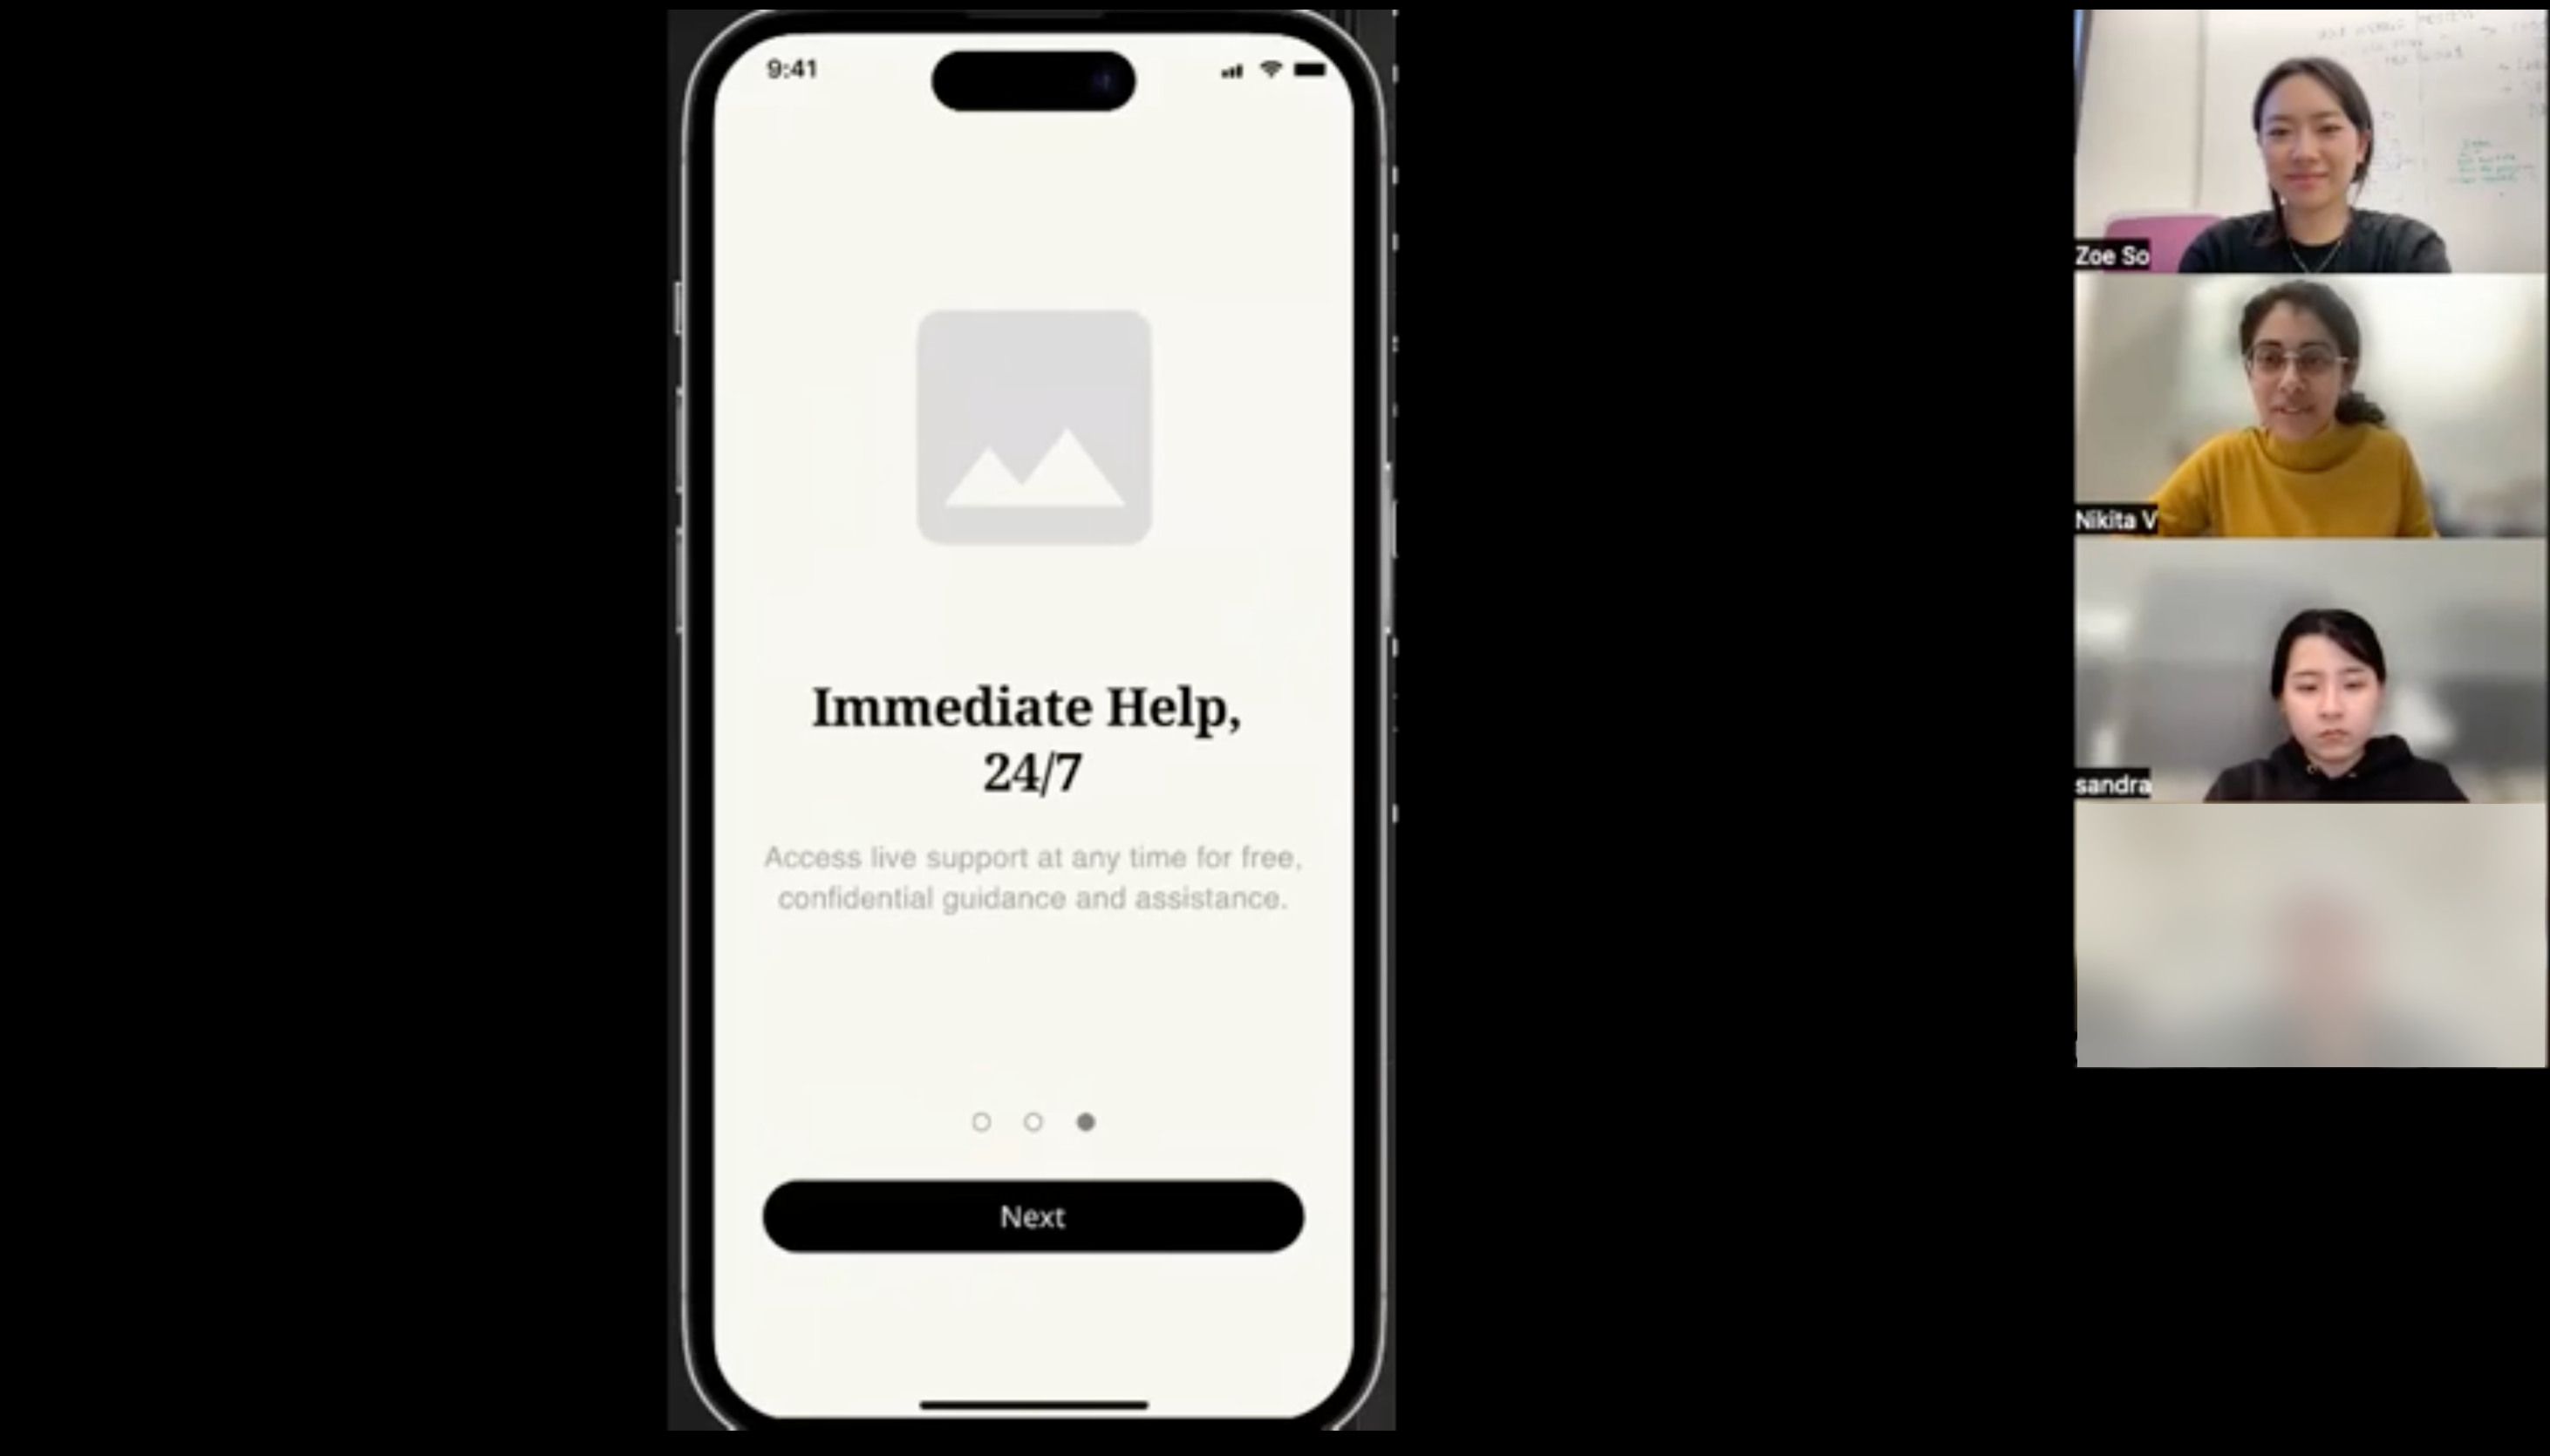 9:41
Immediate Help,
24/7
Access live support at any time for free,
confidential guidance and assistance.
Next
Zoe So
Nikita V
sandra